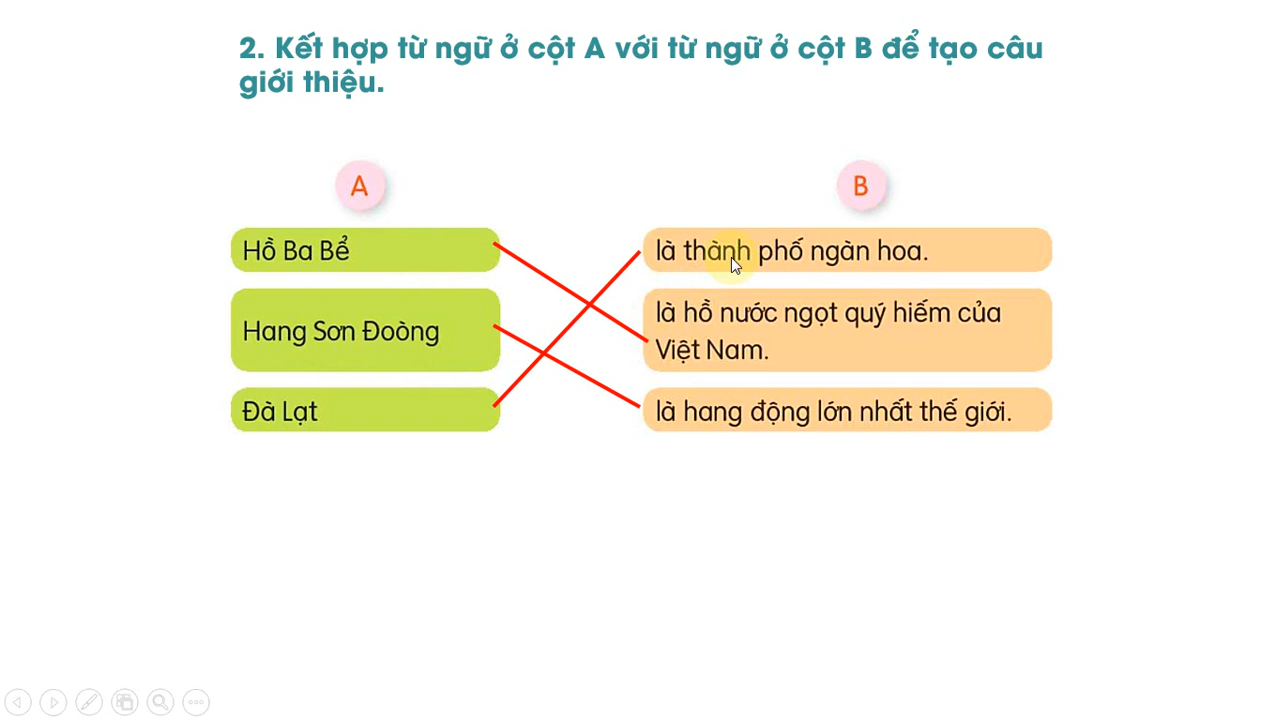 2. Kết hợp từ ngữ ở cột A với từ ngữ ở cột B để tạo câu
giới thiệu.
A
B
Hồ Ba Bể
là thành phố ngàn hoa.
Hang Sơn Đoòng
là hồ nước ngọt quý hiếm của
Việt Nam.
Đà Lạt
là hang động lớn nhất thế giới.